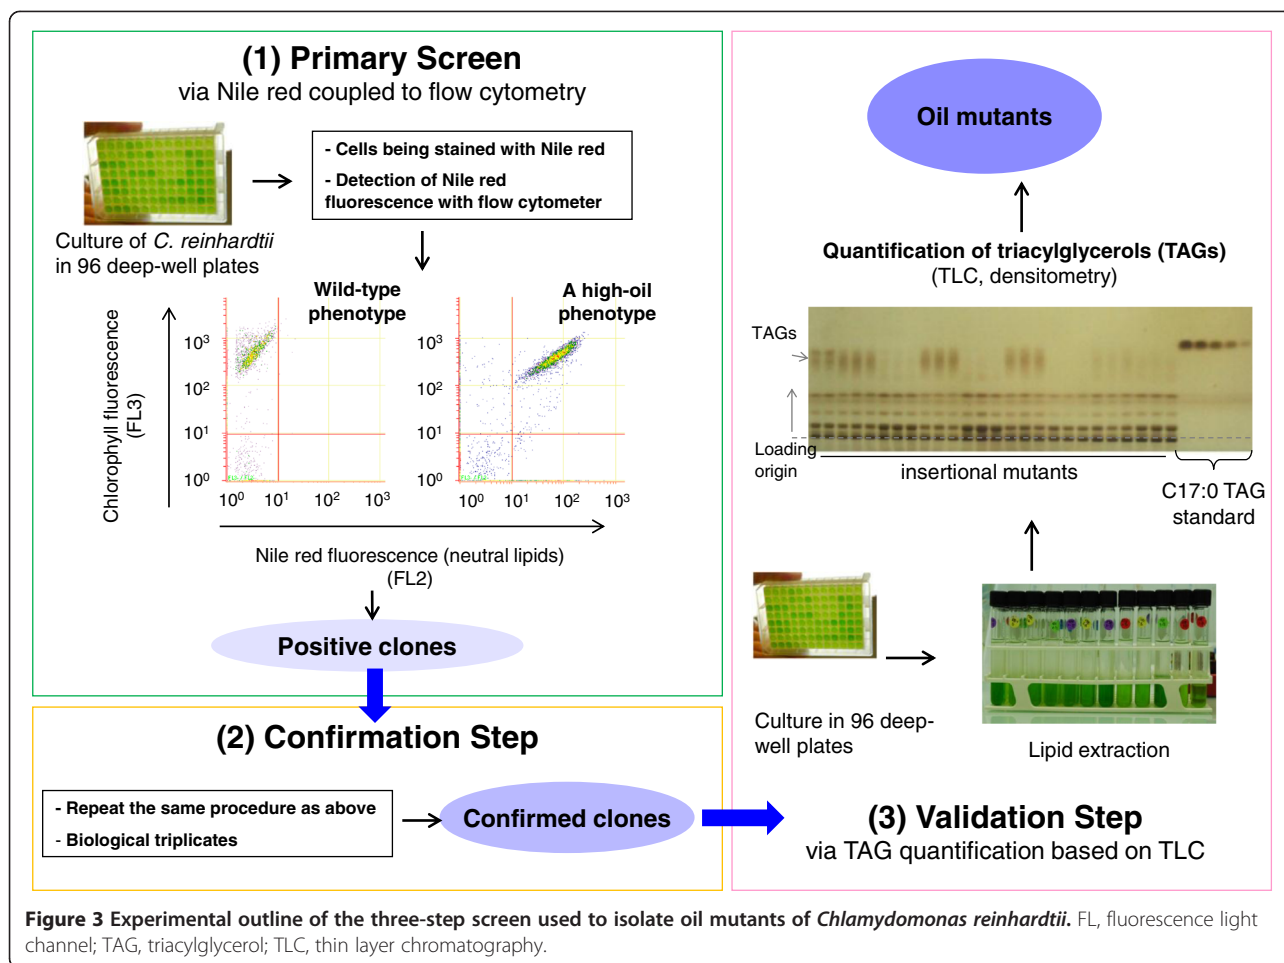 (1) Primary Screen
via Nile red coupled to flow cytometry
- Cells being stained with Nile red
- Detection of Nile red
fluorescence with flow cytometer
Culture of C. reinhardtii
in 96 deep-well plates
Wild-type
phenotype
A high-oil
phenotype
Chlorophyll fluorescence
(FL3)
10³
10²
10¹
10⁰
10⁰ 10¹ 10² 10³
10³
10²
10¹
10⁰
10⁰ 10¹ 10² 10³
Nile red fluorescence (neutral lipids)
(FL2)
Positive clones
(2) Confirmation Step
- Repeat the same procedure as above
- Biological triplicates
Confirmed clones
(3) Validation Step
via TAG quantification based on TLC
Culture in 96 deep-
well plates
Lipid extraction
Quantification of triacylglycerols (TAGs)
(TLC, densitometry)
TAGs
Loading
origin
insertional mutants
C17:0 TAG
standard
Oil mutants
Figure 3 Experimental outline of the three-step screen used to isolate oil mutants of Chlamydomonas reinhardtii. FL, fluorescence light
channel; TAG, triacylglycerol; TLC, thin layer chromatography.